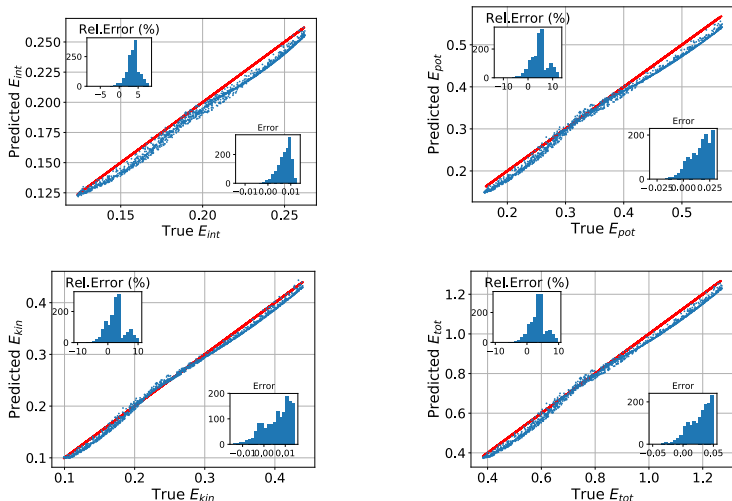 Rel.Error (%)
250
0
−5 0 5
Error
200
0
−0.01 0.00 0.01
0.250
0.225
0.200
0.175
0.150
0.125
Predicted E_int
0.15 0.20 0.25
True E_int
Rel.Error (%)
200
0
−10 0 10
Error
200
0
−0.025 0.000 0.025
0.5
0.4
0.3
0.2
Predicted E_pot
0.2 0.3 0.4 0.5
True E_pot
Rel.Error (%)
200
0
−10 0 10
Error
200
100
0
−0.01 0.00 0.01
0.4
0.3
0.2
0.1
Predicted E_kin
0.1 0.2 0.3 0.4
True E_kin
Rel.Error (%)
200
0
−10 0 10
Error
200
0
−0.05 0.00 0.05
1.2
1.0
0.8
0.6
0.4
Predicted E_tot
0.4 0.6 0.8 1.0 1.2
True E_tot